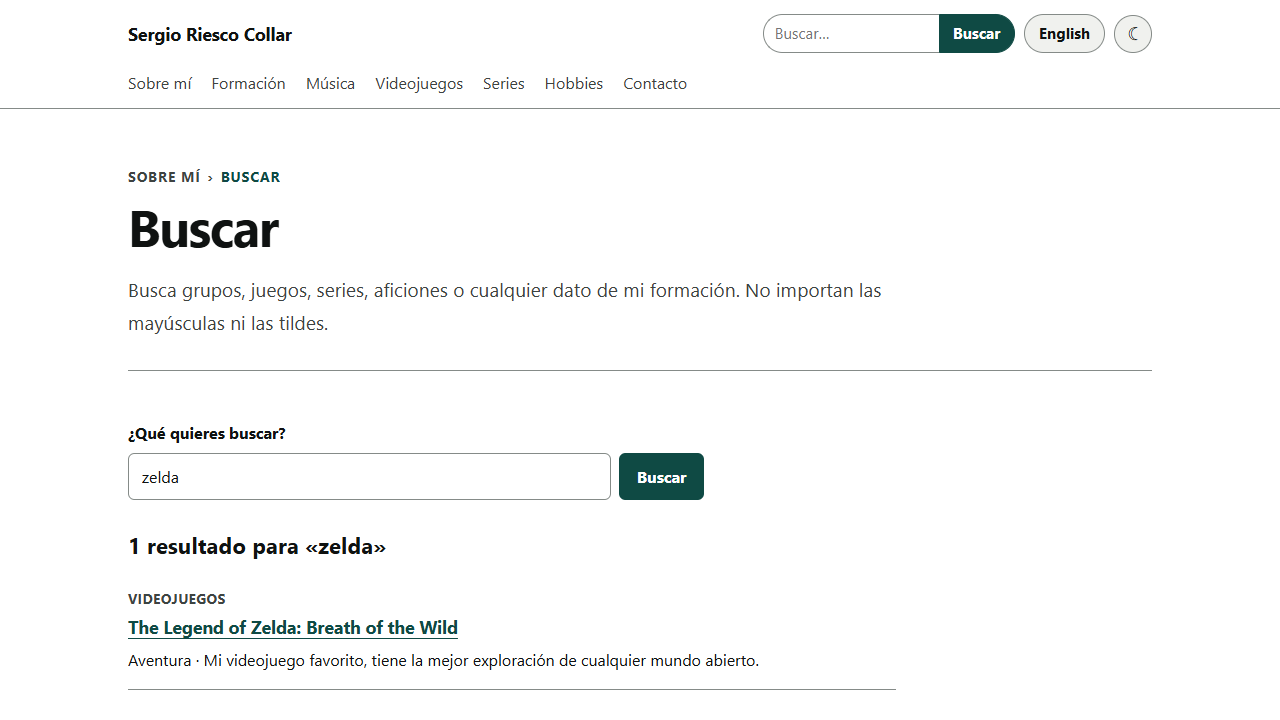 Sergio Riesco Collar
Buscar...
Buscar
English
Sobre mí
Formación
Música
Videojuegos
Series
Hobbies
Contacto
SOBRE MÍ › BUSCAR
Buscar
Busca grupos, juegos, series, aficiones o cualquier dato de mi formación. No importan las
mayúsculas ni las tildes.
¿Qué quieres buscar?
zelda
Buscar
1 resultado para «zelda»
VIDEOJUEGOS
The Legend of Zelda: Breath of the Wild
Aventura · Mi videojuego favorito, tiene la mejor exploración de cualquier mundo abierto.